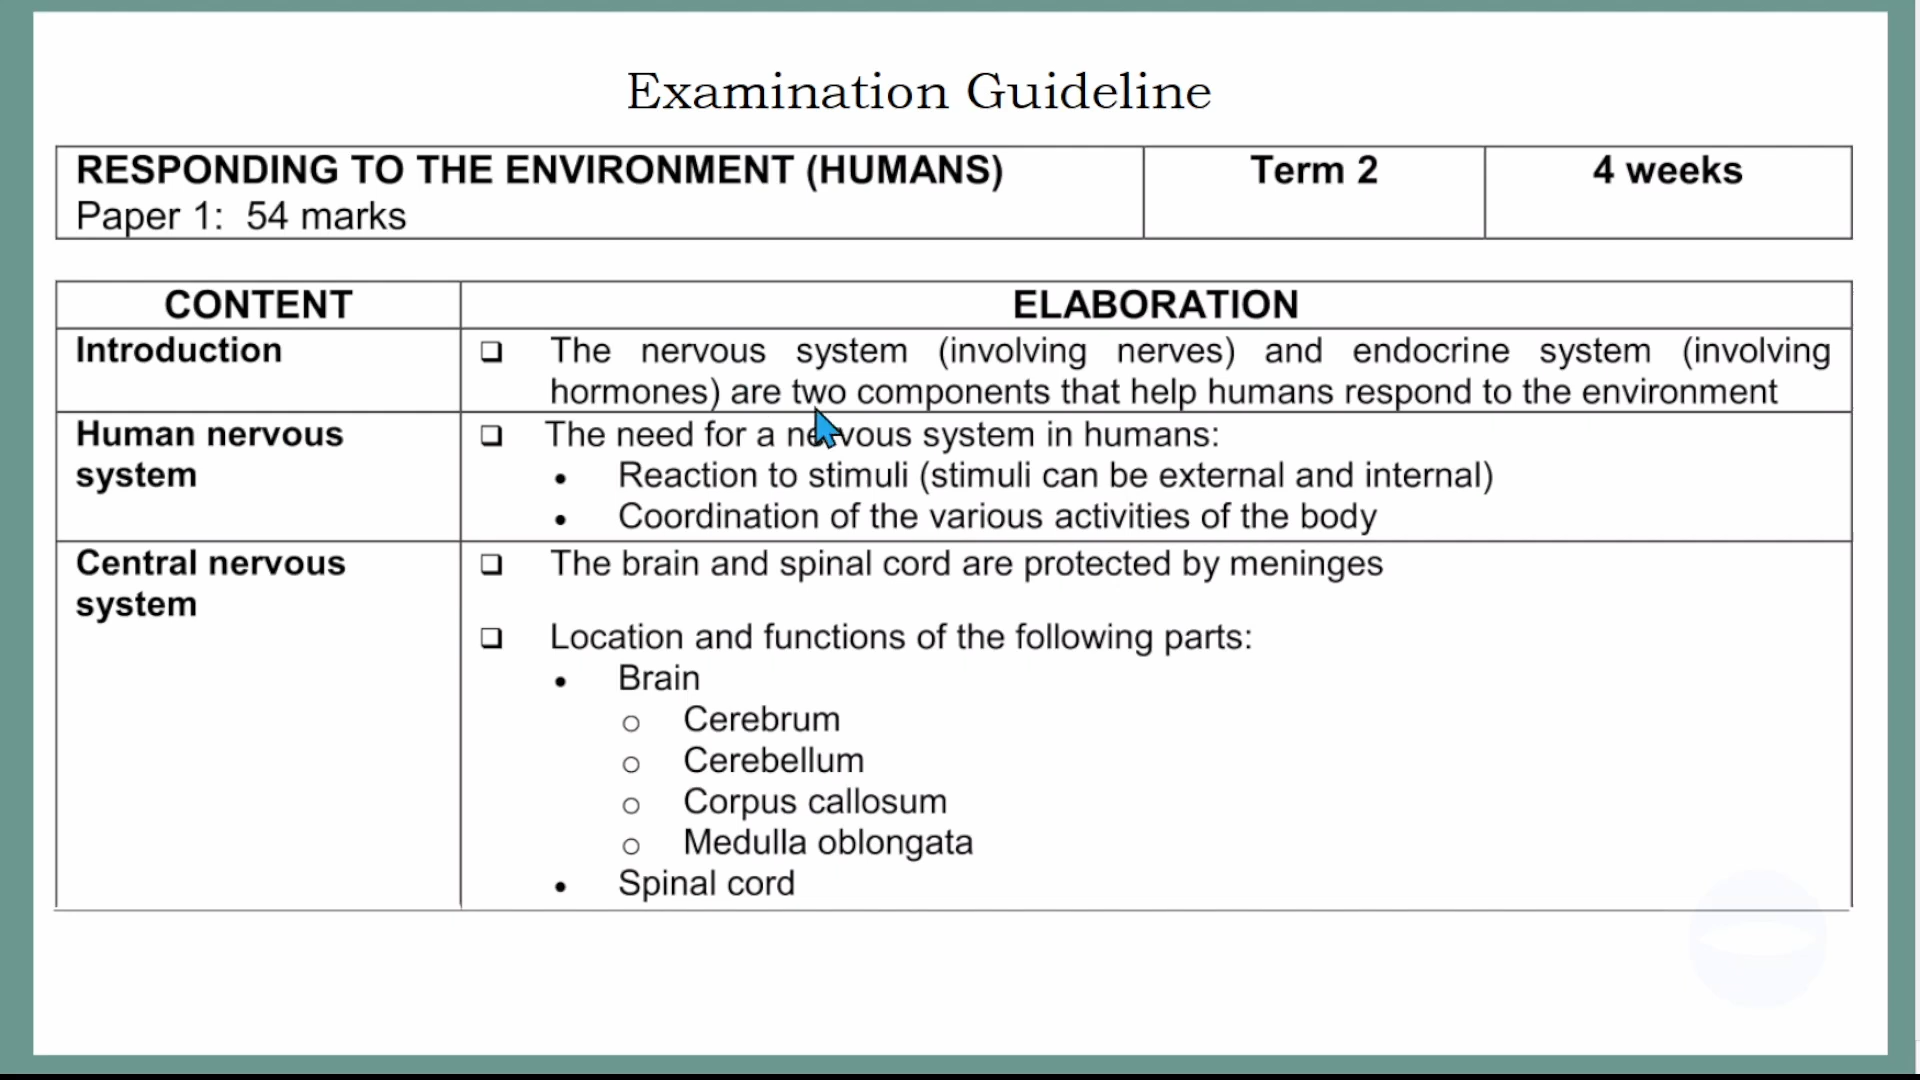 Examination Guideline
RESPONDING TO THE ENVIRONMENT (HUMANS)
Paper 1: 54 marks
Term 2
4 weeks
CONTENT
ELABORATION
Introduction
❑ The nervous system (involving nerves) and endocrine system (involving
hormones) are two components that help humans respond to the environment
Human nervous
system
❑ The need for a nervous system in humans:
• Reaction to stimuli (stimuli can be external and internal)
• Coordination of the various activities of the body
Central nervous
system
❑ The brain and spinal cord are protected by meninges
❑ Location and functions of the following parts:
• Brain
o Cerebrum
o Cerebellum
o Corpus callosum
o Medulla oblongata
• Spinal cord